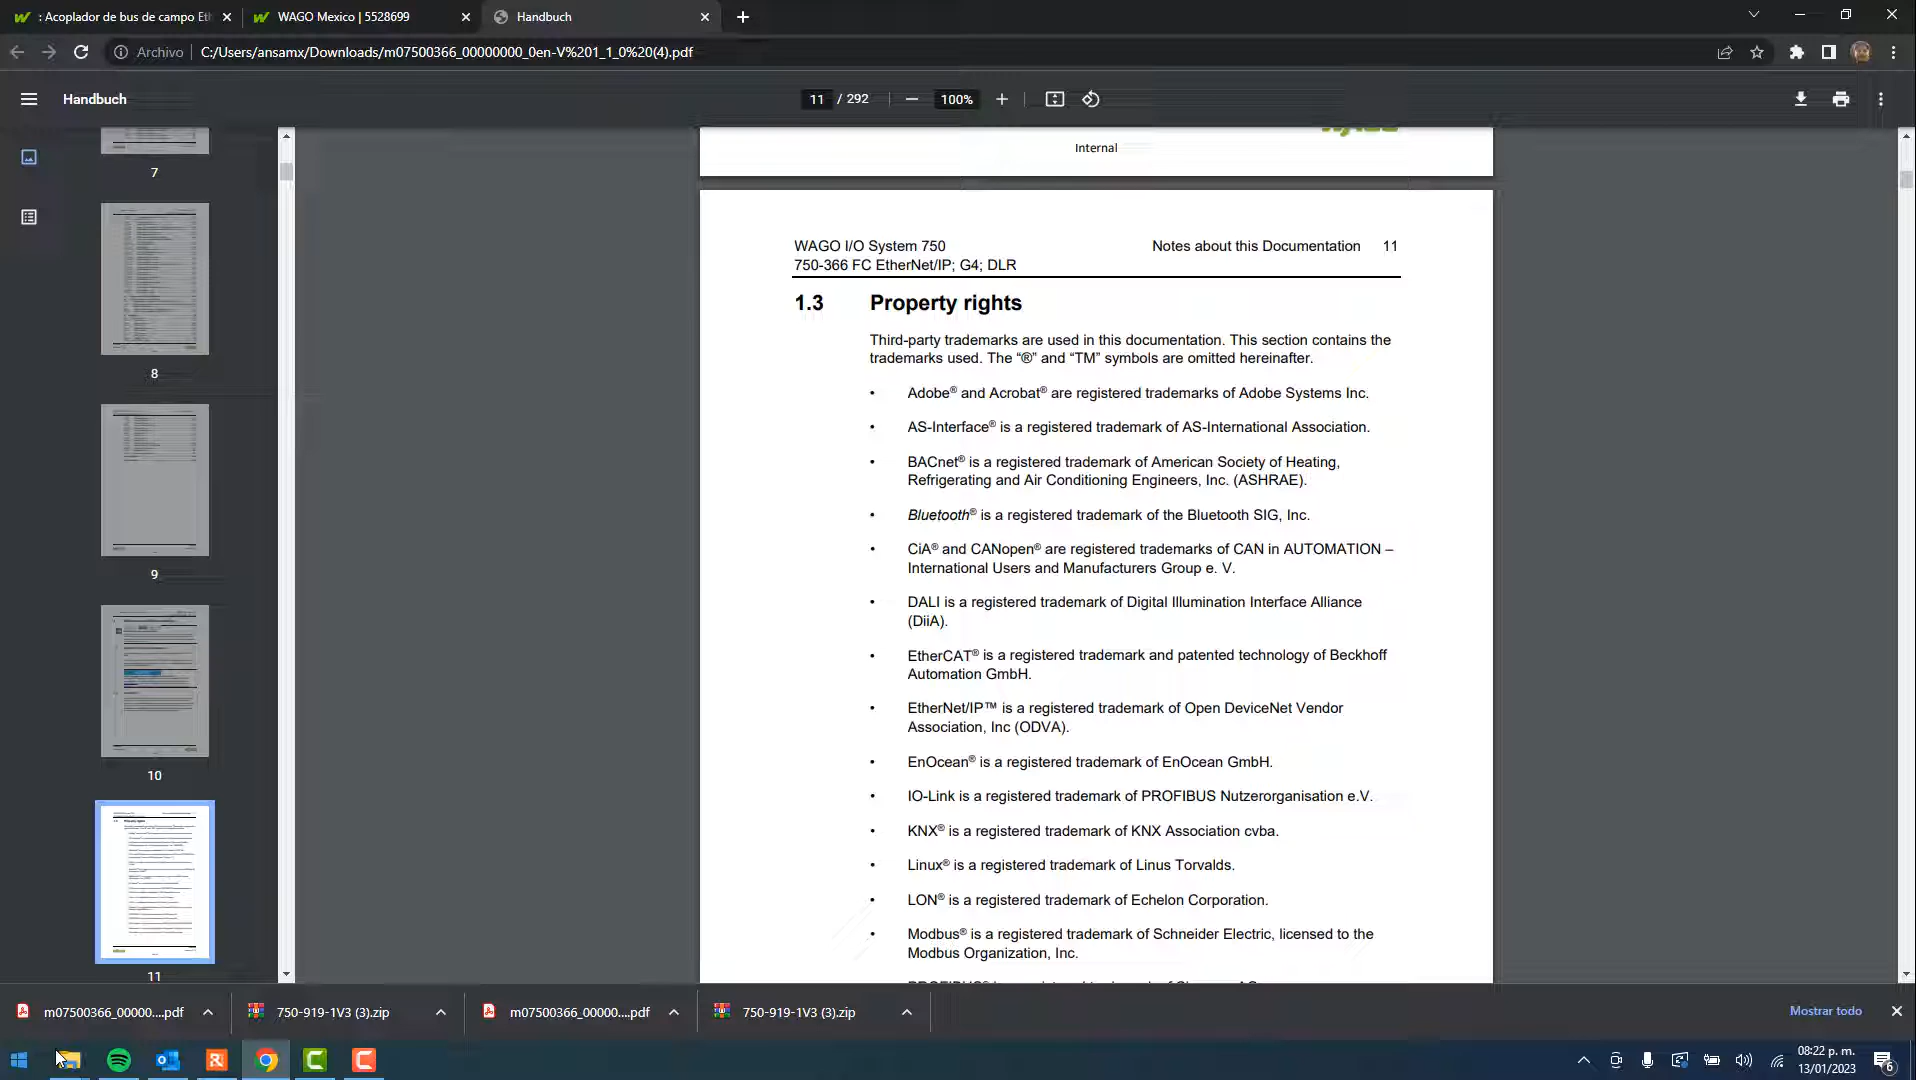 : Acoplador de bus de campo Eth
WAGO Mexico | 5528699
Handbuch
Archivo
C:/Users/ansamx/Downloads/m07500366_00000000_0en-V%201_1_0%20(4).pdf
Handbuch
11 / 292
100%
7
8
9
10
11
Internal
WAGO I/O System 750
Notes about this Documentation 11
750-366 FC EtherNet/IP; G4; DLR
1.3 Property rights
Third-party trademarks are used in this documentation. This section contains the
trademarks used. The “®” and “TM” symbols are omitted hereinafter.
• Adobe® and Acrobat® are registered trademarks of Adobe Systems Inc.
• AS-Interface® is a registered trademark of AS-International Association.
• BACnet® is a registered trademark of American Society of Heating,
Refrigerating and Air Conditioning Engineers, Inc. (ASHRAE).
• Bluetooth® is a registered trademark of the Bluetooth SIG, Inc.
• CiA® and CANopen® are registered trademarks of CAN in AUTOMATION –
International Users and Manufacturers Group e. V.
• DALI is a registered trademark of Digital Illumination Interface Alliance
(DiiA).
• EtherCAT® is a registered trademark and patented technology of Beckhoff
Automation GmbH.
• EtherNet/IP™ is a registered trademark of Open DeviceNet Vendor
Association, Inc (ODVA).
• EnOcean® is a registered trademark of EnOcean GmbH.
• IO-Link is a registered trademark of PROFIBUS Nutzerorganisation e.V.
• KNX® is a registered trademark of KNX Association cvba.
• Linux® is a registered trademark of Linus Torvalds.
• LON® is a registered trademark of Echelon Corporation.
• Modbus® is a registered trademark of Schneider Electric, licensed to the
Modbus Organization, Inc.
m07500366_00000....pdf
750-919-1V3 (3).zip
m07500366_00000....pdf
750-919-1V3 (3).zip
Mostrar todo
08:22 p. m.
13/01/2023
6